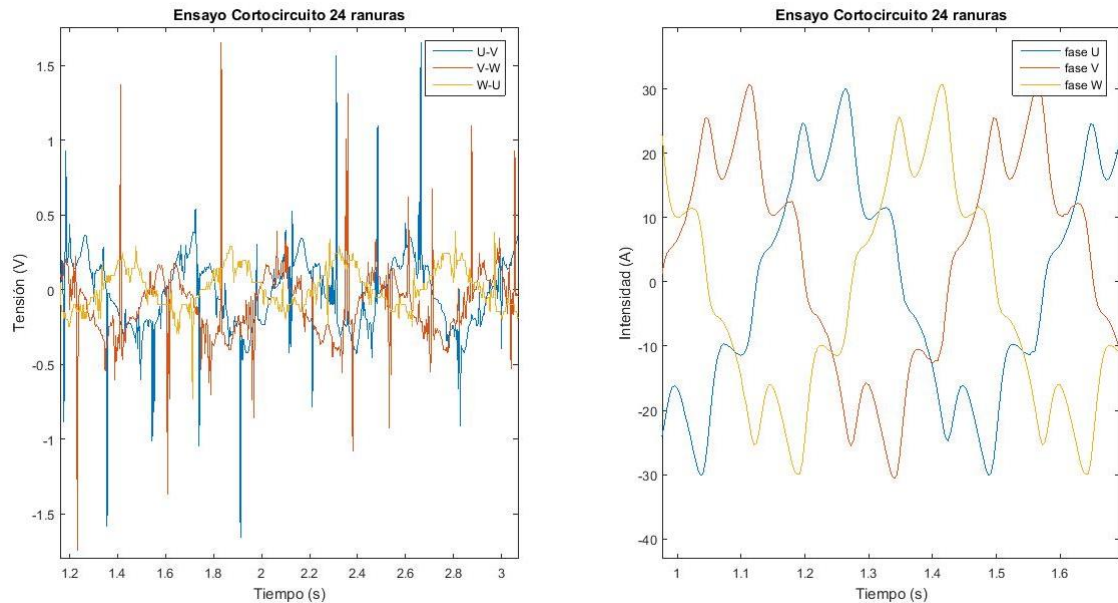 Ensayo Cortocircuito 24 ranuras
U-V
V-W
W-U
Tensión (V)
1.5
1
0.5
0
-0.5
-1
-1.5
1.2 1.4 1.6 1.8 2 2.2 2.4 2.6 2.8 3
Tiempo (s)
Ensayo Cortocircuito 24 ranuras
fase U
fase V
fase W
Intensidad (A)
30
20
10
0
-10
-20
-30
-40
1 1.1 1.2 1.3 1.4 1.5 1.6
Tiempo (s)